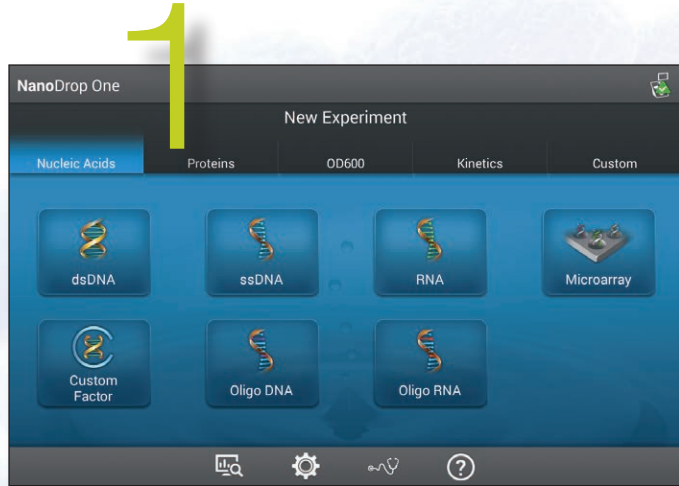 1
NanoDrop One
New Experiment
Nucleic Acids Proteins OD600 Kinetics Custom
dsDNA ssDNA RNA Microarray
Custom
Factor
Oligo DNA Oligo RNA
?